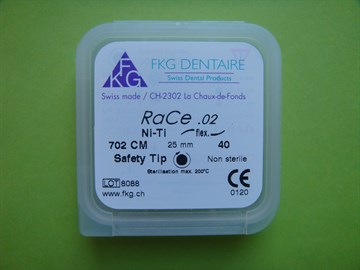 FKG
FKG DENTAIRE
Swiss Dental Products
Swiss made / CH-2302 La Chaux-de-Fonds
RaCe .02
Ni-Ti flex.
702 CM 25 mm 40
Safety Tip Non sterile
Sterilisation max. 200°C
LOT 8088
www.fkg.ch
CE
0120